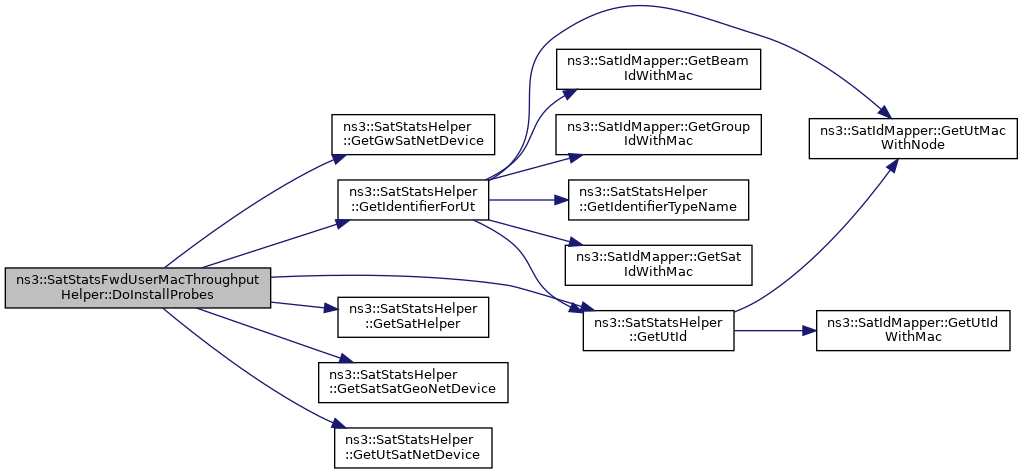 ns3::SatStatsFwdUserMacThroughput
Helper::DoInstallProbes
ns3::SatStatsHelper
::GetGwSatNetDevice
ns3::SatStatsHelper
::GetIdentifierForUt
ns3::SatStatsHelper
::GetSatHelper
ns3::SatStatsHelper
::GetSatSatGeoNetDevice
ns3::SatStatsHelper
::GetUtSatNetDevice
ns3::SatIdMapper::GetBeam
IdWithMac
ns3::SatIdMapper::GetGroup
IdWithMac
ns3::SatStatsHelper
::GetIdentifierTypeName
ns3::SatIdMapper::GetSat
IdWithMac
ns3::SatStatsHelper
::GetUtId
ns3::SatIdMapper::GetUtMac
WithNode
ns3::SatIdMapper::GetUtId
WithMac